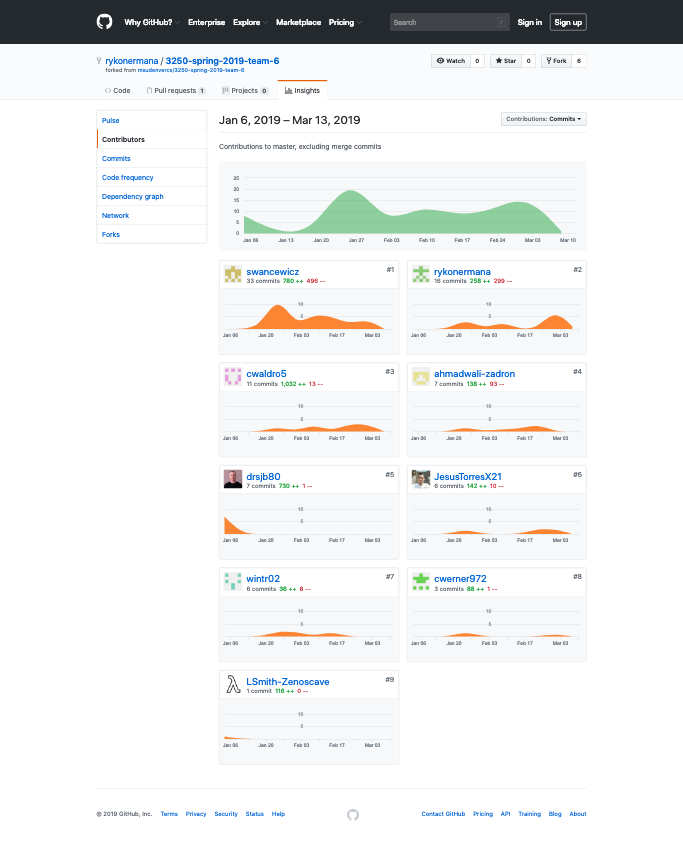 Why GitHub? Enterprise Explore Marketplace Pricing Search / Sign in Sign up
rykonermana / 3250-spring-2019-team-6 Watch 0 Star 0 Fork 6
forked from msudenvercs/3250-spring-2019-team-6
Code Pull requests 1 Projects 0 Insights
Pulse
Contributors
Commits
Code frequency
Dependency graph
Network
Forks
Jan 6, 2019 – Mar 13, 2019 Contributions: Commits
Contributions to master, excluding merge commits
25
20
15
10
5
0
Jan 06 Jan 13 Jan 20 Jan 27 Feb 03 Feb 10 Feb 17 Feb 24 Mar 03 Mar 10
swancewicz #1
33 commits 780 ++ 496 --
10
5
Jan 06 Jan 20 Feb 03 Feb 17 Mar 03
rykonermana #2
16 commits 258 ++ 299 --
10
5
Jan 06 Jan 20 Feb 03 Feb 17 Mar 03
cwaldro5 #3
11 commits 1,032 ++ 13 --
10
5
Jan 06 Jan 20 Feb 03 Feb 17 Mar 03
ahmadwali-zadron #4
7 commits 138 ++ 93 --
10
5
Jan 06 Jan 20 Feb 03 Feb 17 Mar 03
drsjb80 #5
7 commits 730 ++ 1 --
10
5
Jan 06 Jan 20 Feb 03 Feb 17 Mar 03
JesusTorresX21 #6
6 commits 142 ++ 10 --
10
5
Jan 06 Jan 20 Feb 03 Feb 17 Mar 03
wintr02 #7
6 commits 36 ++ 8 --
10
5
Jan 06 Jan 20 Feb 03 Feb 17 Mar 03
cwerner972 #8
3 commits 88 ++ 1 --
10
5
Jan 06 Jan 20 Feb 03 Feb 17 Mar 03
LSmith-Zenoscave #9
1 commit 116 ++ 0 --
10
5
Jan 06 Jan 20 Feb 03 Feb 17 Mar 03
© 2019 GitHub, Inc. Terms Privacy Security Status Help Contact GitHub Pricing API Training Blog About